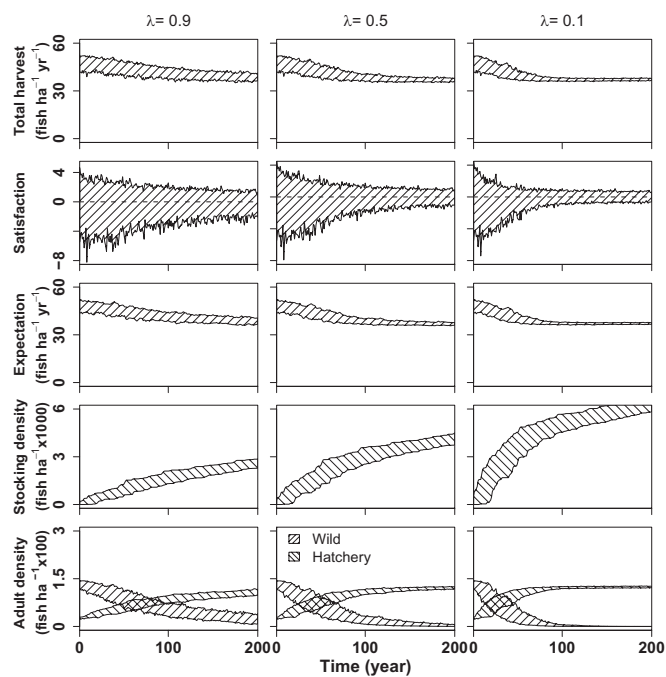 λ= 0.9 λ= 0.5 λ= 0.1
Total harvest
(fish ha⁻¹ yr⁻¹)
60
30
0
Satisfaction
4
0
−8
Expectation
(fish ha⁻¹ yr⁻¹)
60
30
0
Stocking density
(fish ha⁻¹x1000)
6
3
0
Adult density
(fish ha⁻¹x100)
3
1.5
0
Wild
Hatchery
0 100 200 0 100 200 0 100 200
Time (year)